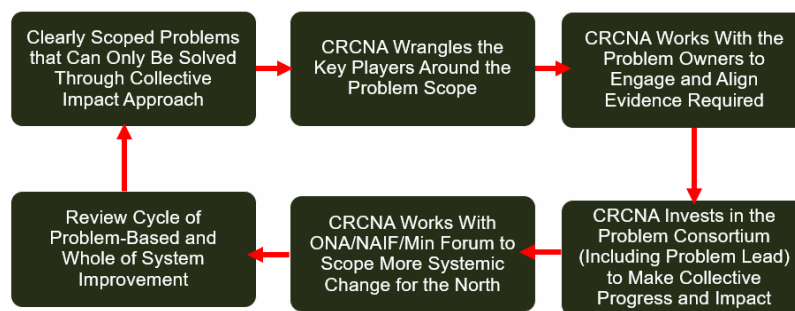 Clearly Scoped Problems
that Can Only Be Solved
Through Collective
Impact Approach
CRCNA Wrangles the
Key Players Around the
Problem Scope
CRCNA Works With the
Problem Owners to
Engage and Align
Evidence Required
CRCNA Invests in the
Problem Consortium
(Including Problem Lead)
to Make Collective
Progress and Impact
CRCNA Works With
ONA/NAIF/Min Forum to
Scope More Systemic
Change for the North
Review Cycle of
Problem-Based and
Whole of System
Improvement